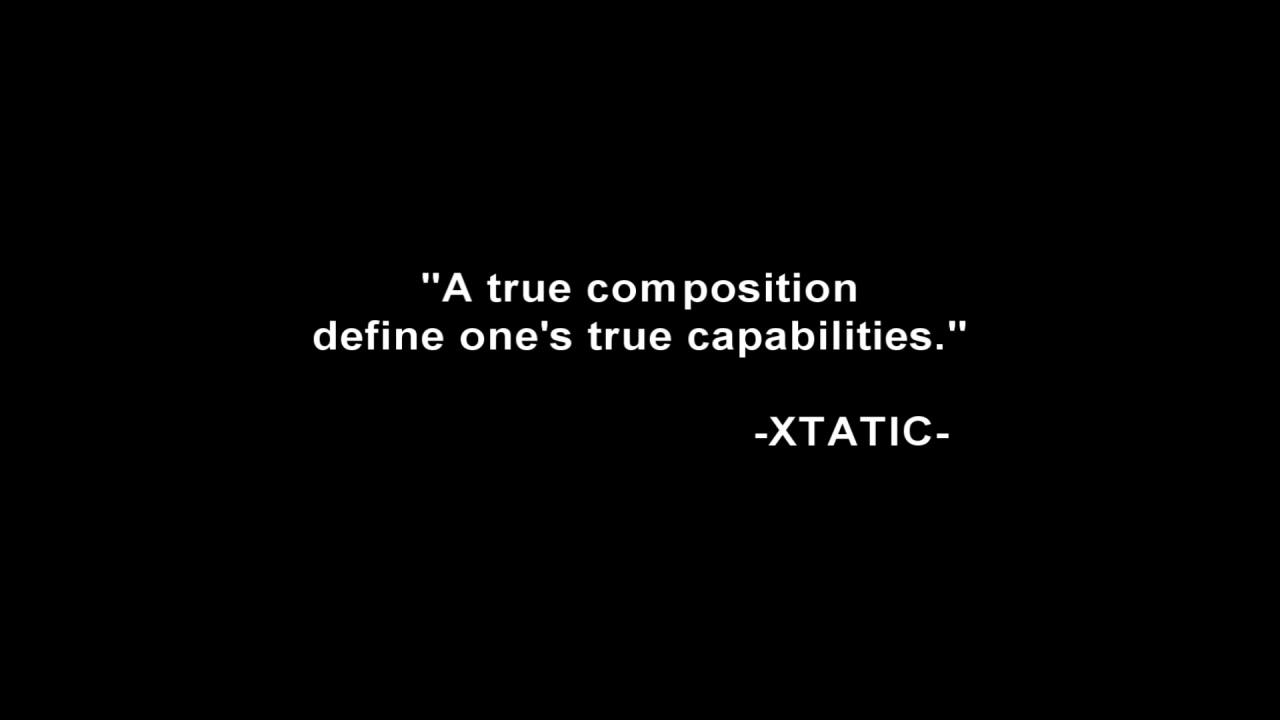 "A true composition
define one's true capabilities."
-XTATIC-